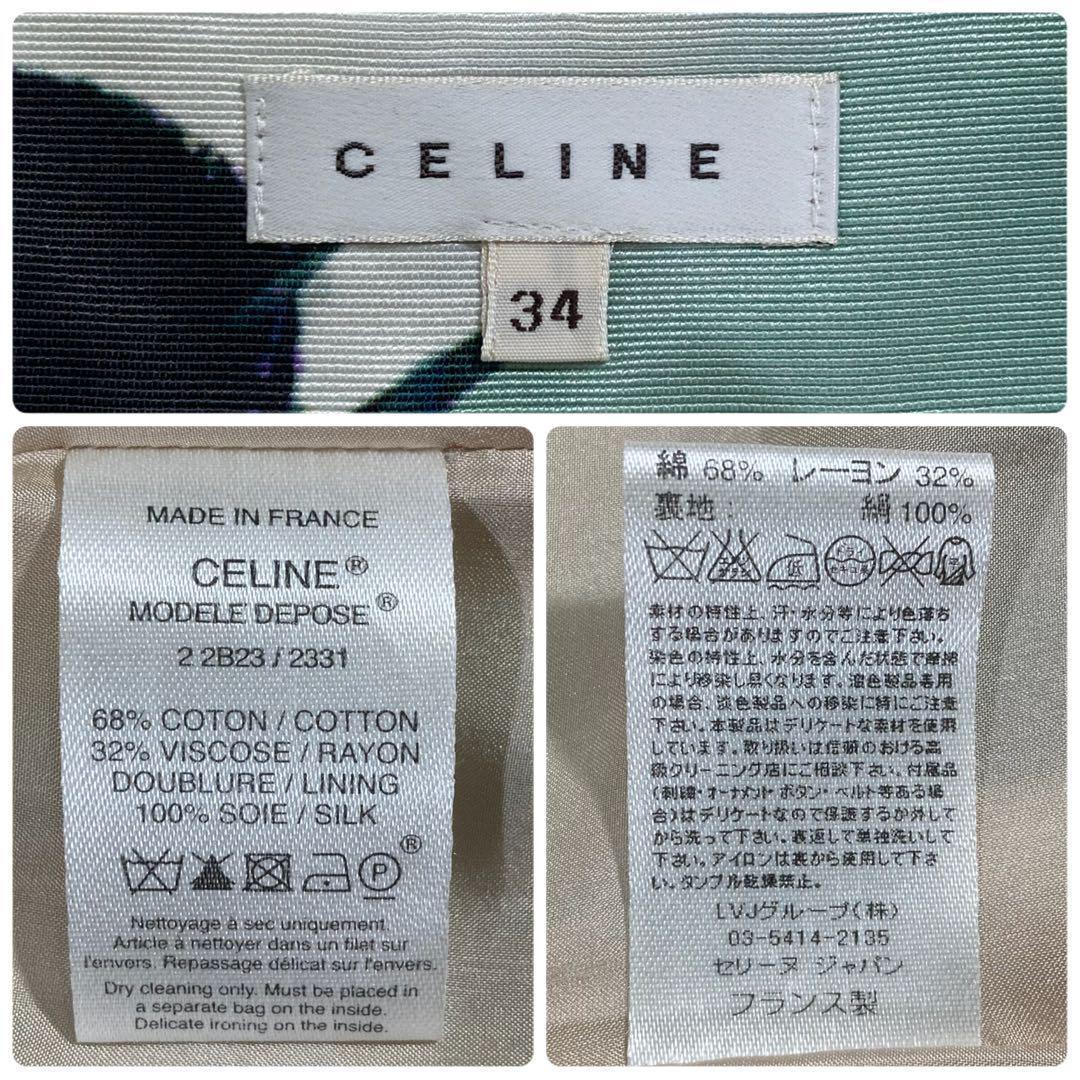 CELINE
34
MADE IN FRANCE
CELINE®
MODELE DEPOSE®
2 2B23 / 2331
68% COTON / COTTON
32% VISCOSE / RAYON
DOUBLURE / LINING
100% SOIE / SILK
P
®
Nettoyage à sec uniquement.
Article à nettoyer dans un filet sur
l'envers. Repassage délicat sur l'envers.
Dry cleaning only. Must be placed in
a separate bag on the inside.
Delicate ironing on the inside.
綿 68% レーヨン 32%
裏地: 絹 100%
低 ドライ
素材の特性上、汗・水分等により色落ち
する場合がありますのでご注意下さい。
染色の特性上、水分を含んだ状態で摩擦
により移染し易くなります。濃色製品着用
の場合、淡色製品への移染に特にご注意
下さい。本製品はデリケートな素材を使用
しています。取り扱いは信頼のおける高
級クリーニング店にご相談下さい。付属品
(刺繍・オーナメント・ボタン・ベルト等ある場
合)はデリケートなので保護するか外して
から洗って下さい。裏返して単独洗いして
下さい。アイロンは裏から使用して下さ
い。タンブル乾燥禁止。
LVJグループ(株)
03-5414-2135
セリーヌ ジャパン
フランス製